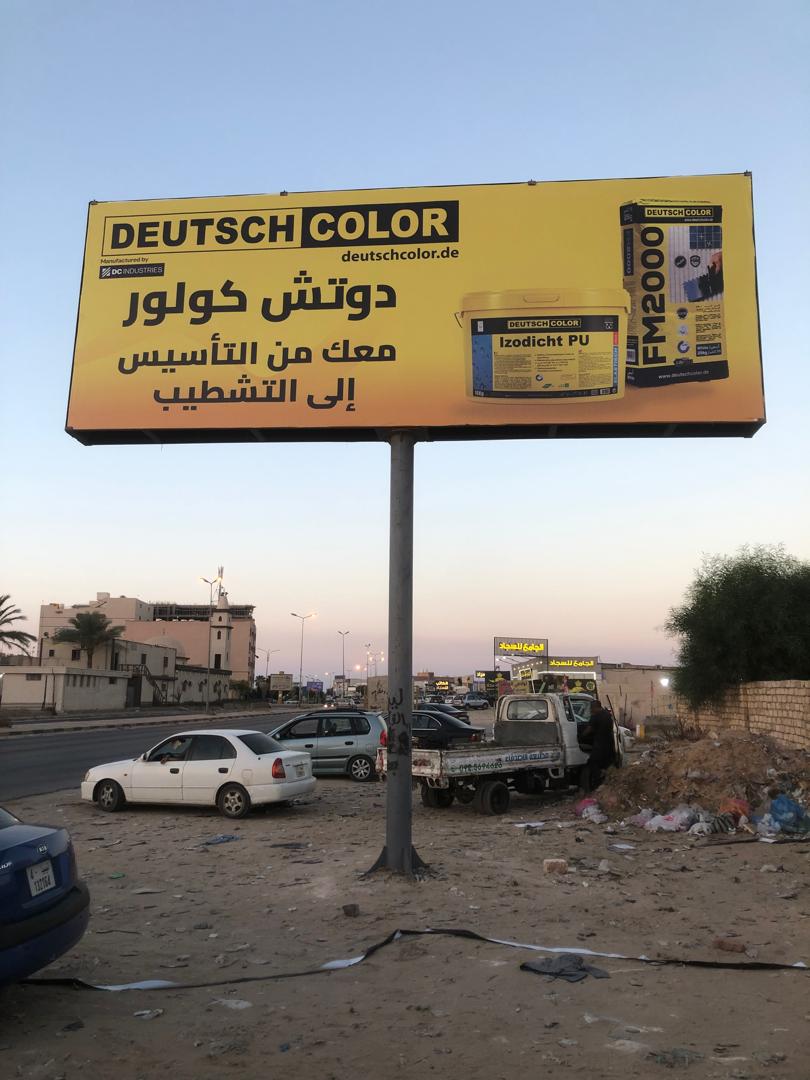 DEUTSCH COLOR
deutschcolor.de
Manufactured by
DC INDUSTRIES
دوتش كولور
معك من التأسيس
إلى التشطيب
DEUTSCH COLOR
Izodicht PU
DEUTSCH COLOR
FM2000
www.deutschcolor.de
الجامع للسجاد
الجامع للسجاد
KIA